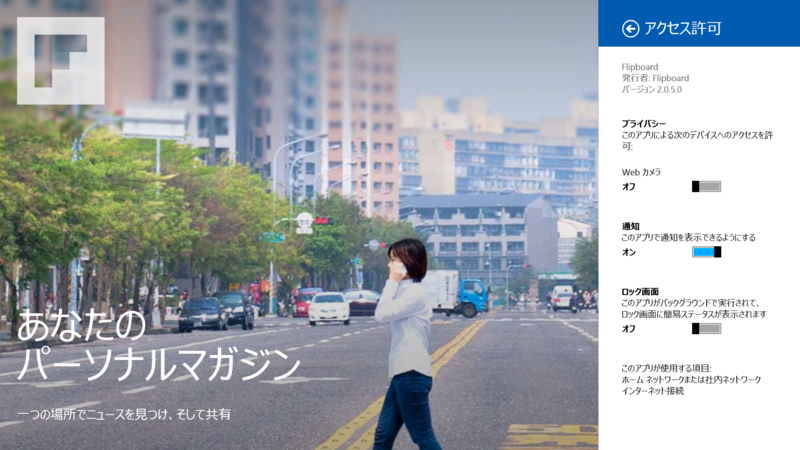 あなたの
パーソナルマガジン
一つの場所でニュースを見つけ、そして共有
アクセス許可
Flipboard
発行者: Flipboard
バージョン 2.0.5.0
プライバシー
このアプリによる次のデバイスへのアクセスを許
可:
Web カメラ
オフ
通知
このアプリで通知を表示できるようにする
オン
ロック画面
このアプリがバックグラウンドで実行されて、
ロック画面に簡易ステータスが表示されます
オフ
このアプリが使用する項目:
ホーム ネットワークまたは社内ネットワーク
インターネット接続